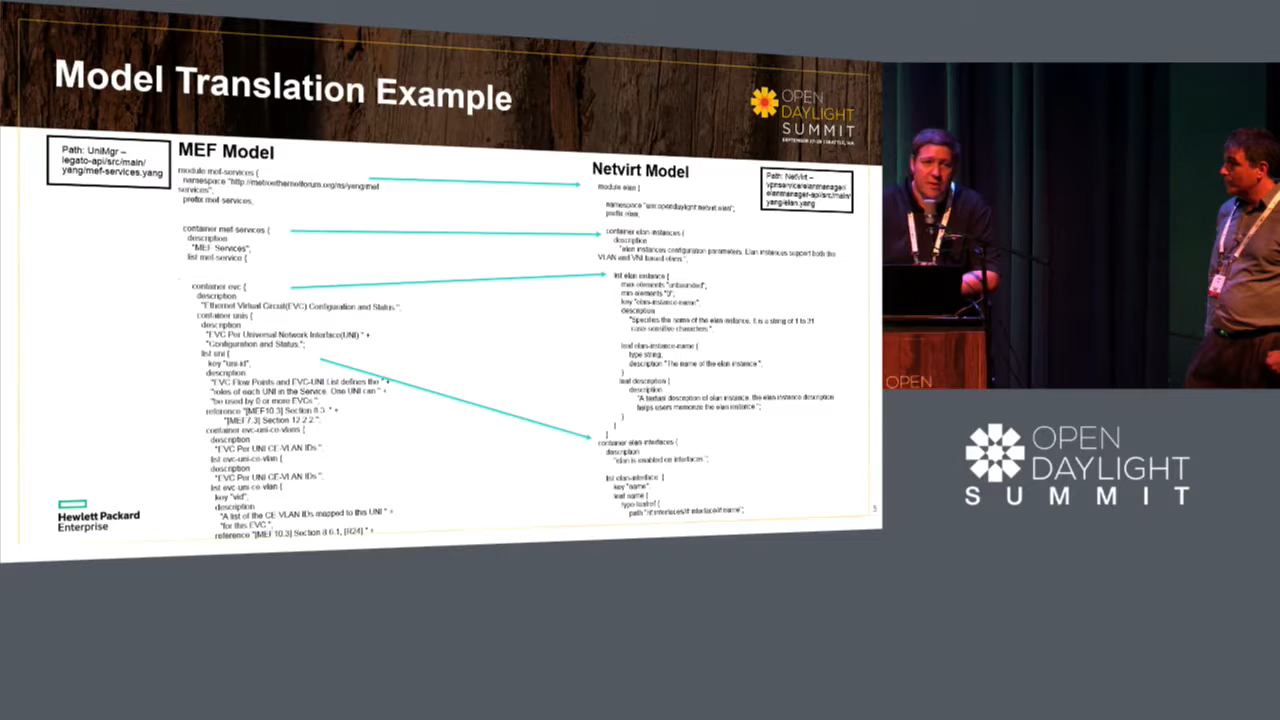 Model Translation Example
OPEN
DAYLIGHT
SUMMIT
Path: UniMgr –
legato-api/src/main/
yang/mef-services.yang
MEF Model
module mef-services {
namespace "http://metroethernetforum.org/ns/yang/mef
services";
prefix mef-services;
container mef-services {
description
"MEF Services";
list mef-service {
container evc {
description
"Ethernet Virtual Circuit(EVC) Configuration and Status.";
container unis {
description
"EVC Per Universal Network Interface(UNI) " +
"Configuration and Status.";
list uni {
key "uni-id";
description
"EVC Flow Points and EVC-UNI List defines the " +
"roles of each UNI in the Service. One UNI can " +
"be used by 0 or more EVCs.";
reference "[MEF10.3] Section 8.3 " +
"[MEF7.3] Section 12.2.2.";
container evc-uni-ce-vlans {
description
"EVC Per UNI CE-VLAN IDs.";
list evc-uni-ce-vlan {
description
"EVC Per UNI CE-VLAN IDs.";
list evc-uni-ce-vlan {
key "vid";
description
"A list of the CE-VLAN IDs mapped to this UNI " +
"for this EVC.";
reference "[MEF10.3] Section 8.6.1, [R24] " +
Netvirt Model
Path: NetVirt –
vpnservice/elanmanager/
elanmanager-api/src/main/
yang/elan.yang
module elan {
namespace "urn:opendaylight:netvirt:elan";
prefix elan;
container elan-instances {
description
"elan instances configuration parameters. Elan instances support both the
VLAN and VNI based elans.";
list elan-instance {
max-elements "unbounded";
min-elements "0";
key "elan-instance-name";
description
"Specifies the name of the elan instance. It is a string of 1 to 31
case-sensitive characters.";
leaf elan-instance-name {
type string;
description "The name of the elan-instance.";
}
leaf description {
description
"A textual description of elan instance, the elan instance description
helps users memorize the elan instance.";
}
}
}
container elan-interfaces {
description
"elan is enabled on interfaces.";
list elan-interface {
key "name";
leaf name {
type leafref {
path "/if:interfaces/if:interface/if:name";
Hewlett Packard
Enterprise
5
OPEN
OPEN
DAYLIGHT
SUMMIT